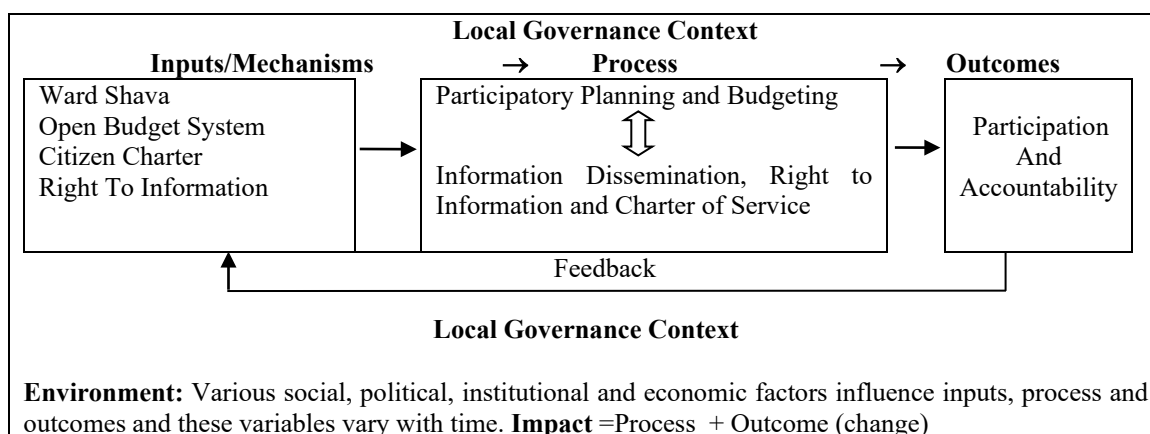 Local Governance Context
Inputs/Mechanisms → Process → Outcomes
Ward Shava
Open Budget System
Citizen Charter
Right To Information
Participatory Planning and Budgeting
Information Dissemination, Right to
Information and Charter of Service
Participation
And
Accountability
Feedback
Local Governance Context
Environment: Various social, political, institutional and economic factors influence inputs, process and
outcomes and these variables vary with time. Impact =Process + Outcome (change)